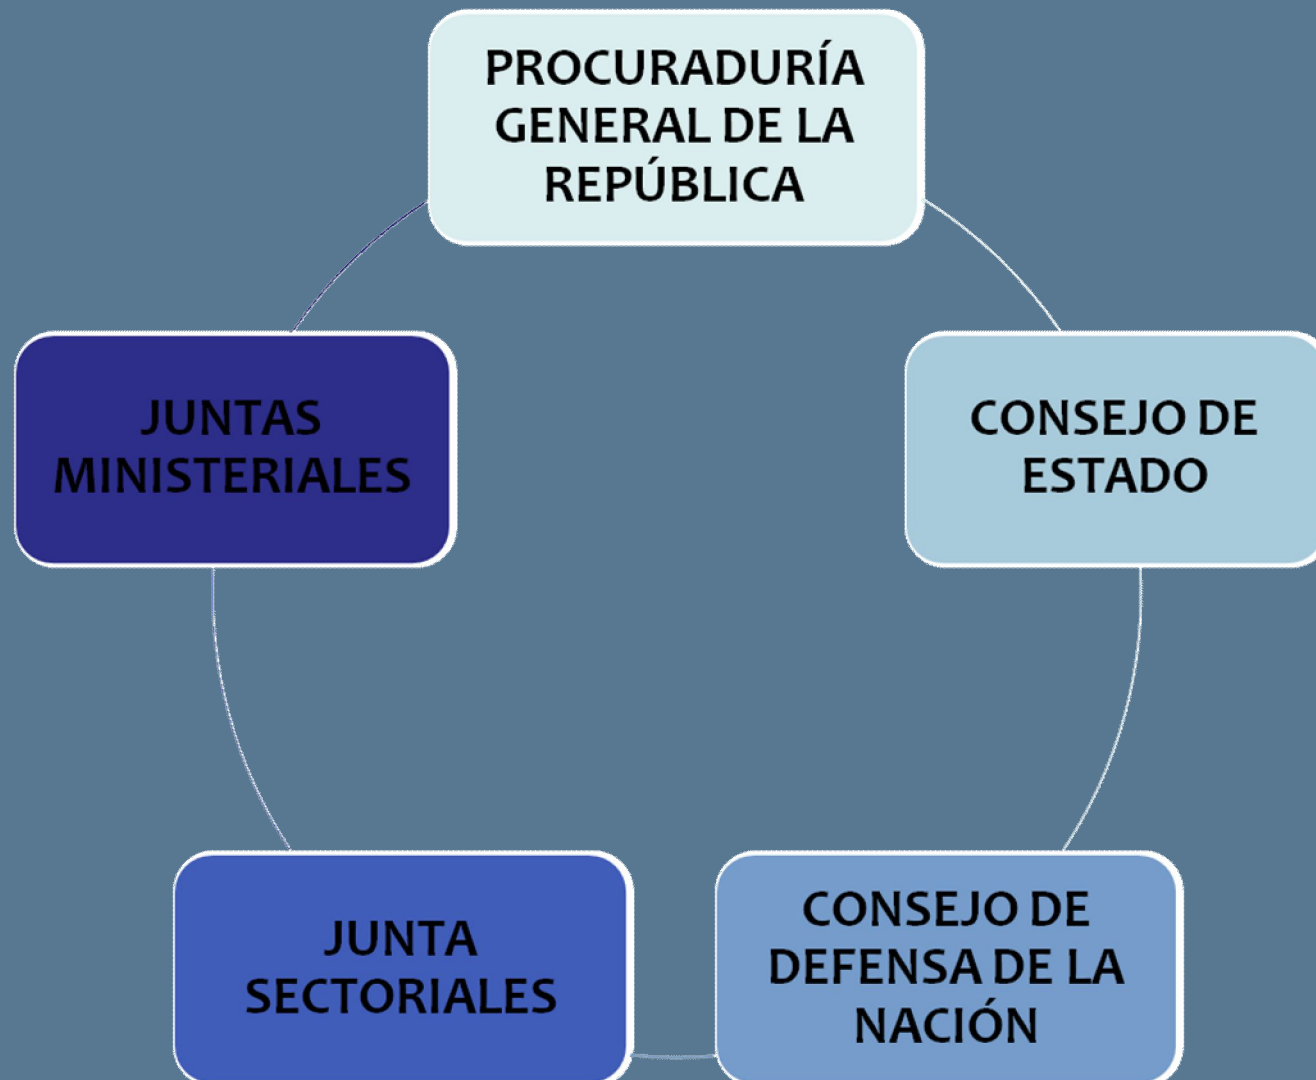 PROCURADURÍA
GENERAL DE LA
REPÚBLICA
JUNTAS
MINISTERIALES
CONSEJO DE
ESTADO
JUNTA
SECTORIALES
CONSEJO DE
DEFENSA DE LA
NACIÓN